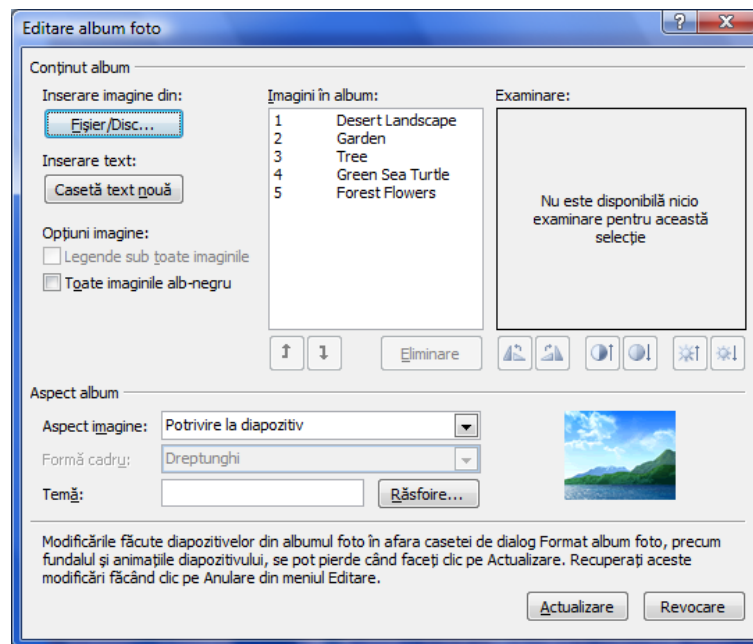 Editare album foto
Conținut album
Inserare imagine din:
Fișier/Disc...
Inserare text:
Casetă text nouă
Opțiuni imagine:
Legende sub toate imaginile
Toate imaginile alb-negru
Imagini în album:
1 Desert Landscape
2 Garden
3 Tree
4 Green Sea Turtle
5 Forest Flowers
Eliminare
Examinare:
Nu este disponibilă nicio
examinare pentru această
selecție
Aspect album
Aspect imagine: Potrivire la diapozitiv
Formă cadru: Dreptunghi
Temă: Răsfoire...
Modificările făcute diapozitivelor din albumul foto în afara casetei de dialog Format album foto, precum
fundalul și animațiile diapozitivului, se pot pierde când faceți clic pe Actualizare. Recuperați aceste
modificări făcând clic pe Anulare din meniul Editare.
Actualizare Revocare